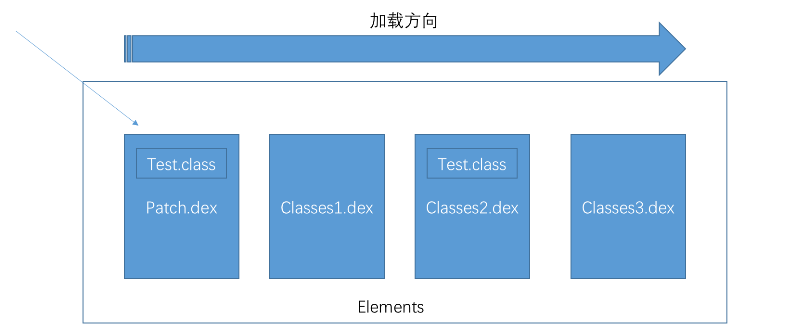 加载方向
Test.class
Patch.dex
Classes1.dex
Test.class
Classes2.dex
Classes3.dex
Elements